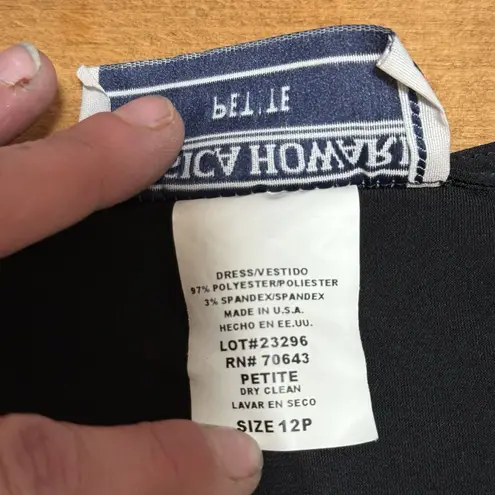 PETITE
HOWAR
DRESS/VESTIDO
97% POLYESTER/POLIESTER
3% SPANDEX/SPANDEX
MADE IN U.S.A.
HECHO EN EE.UU.
LOT#23296
RN# 70643
PETITE
DRY CLEAN
LAVAR EN SECO
SIZE 12P